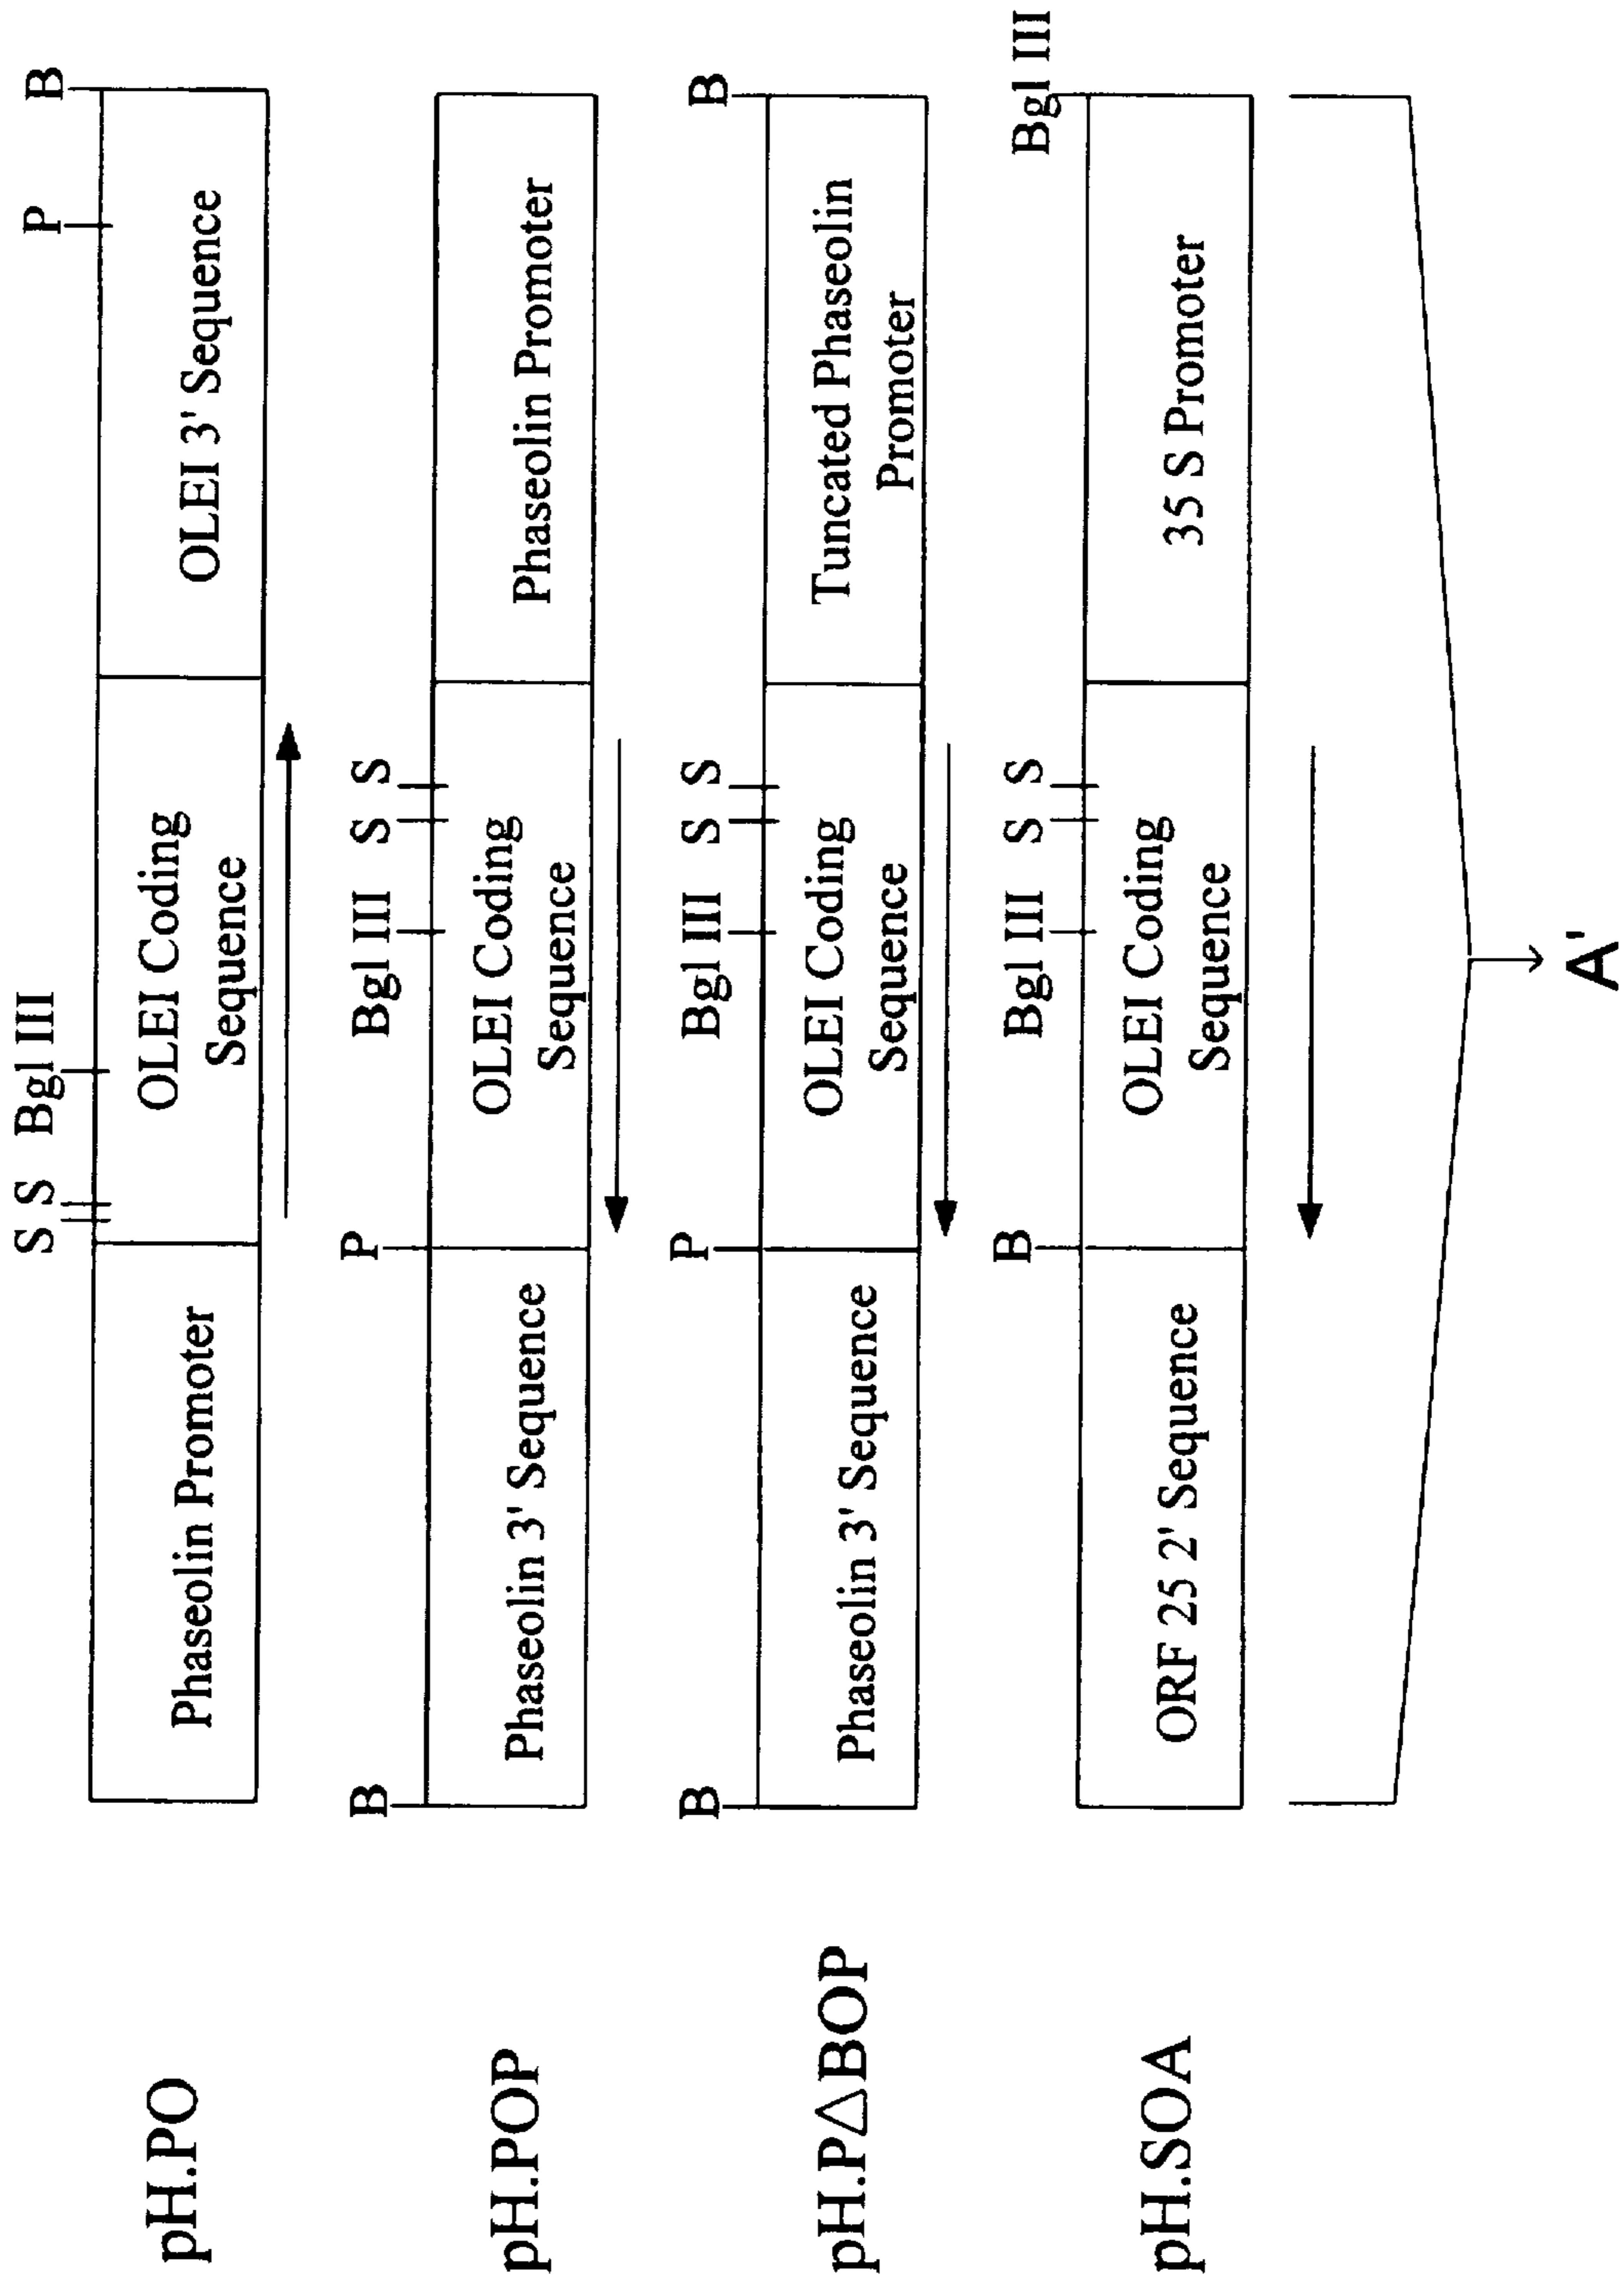 pH.PO
S S Bgl III P B
Phaseolin Promoter
OLEI Coding
Sequence
OLEI 3' Sequence
pH.POP
B P Bgl III S S
Phaseolin 3' Sequence
OLEI Coding
Sequence
Phaseolin Promoter
pH.P△BOP
B P Bgl III S S B
Phaseolin 3' Sequence
OLEI Coding
Sequence
Tuncated Phaseolin
Promoter
pH.SOA
B Bgl III S S Bgl III
ORF 25 2' Sequence
OLEI Coding
Sequence
35 S Promoter
A'